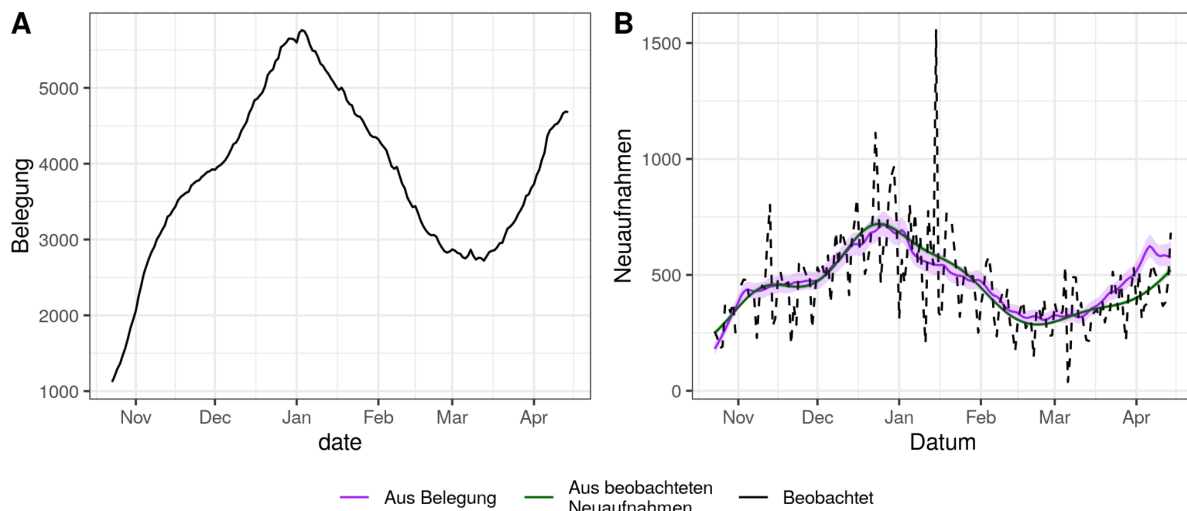 A
B
Belegung
5000
4000
3000
2000
1000
Nov
Dec
Jan
Feb
Mar
Apr
date
Neuaufnahmen
1500
1000
500
0
Nov
Dec
Jan
Feb
Mar
Apr
Datum
Aus Belegung
Aus beobachteten
Neuaufnahmen
Beobachtet